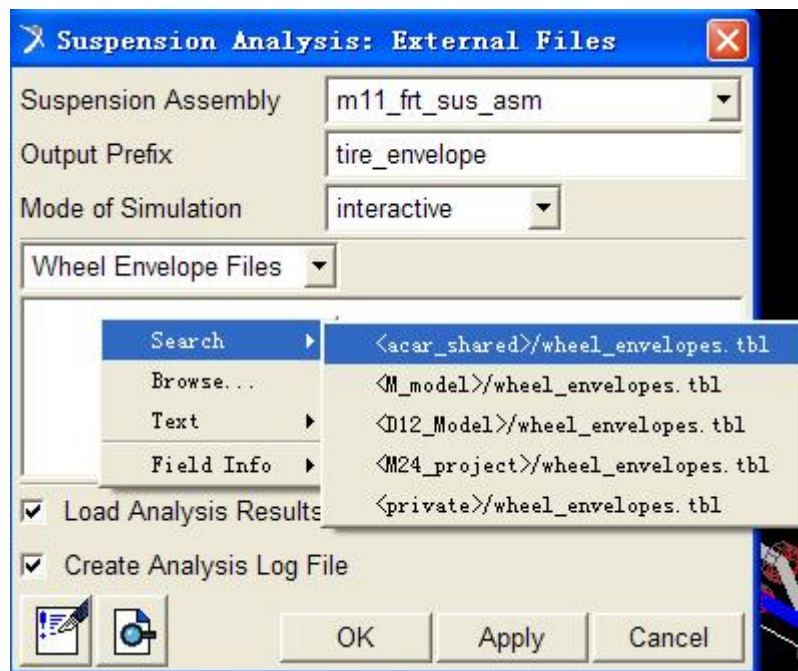 Suspension Analysis: External Files
Suspension Assembly m11_frt_sus_asm
Output Prefix tire_envelope
Mode of Simulation interactive
Wheel Envelope Files
Search <acar_shared>/wheel_envelopes.tbl
Browse... <M_model>/wheel_envelopes.tbl
Text <D12_Model>/wheel_envelopes.tbl
Field Info <M24_project>/wheel_envelopes.tbl
<private>/wheel_envelopes.tbl
Load Analysis Results
Create Analysis Log File
OK Apply Cancel